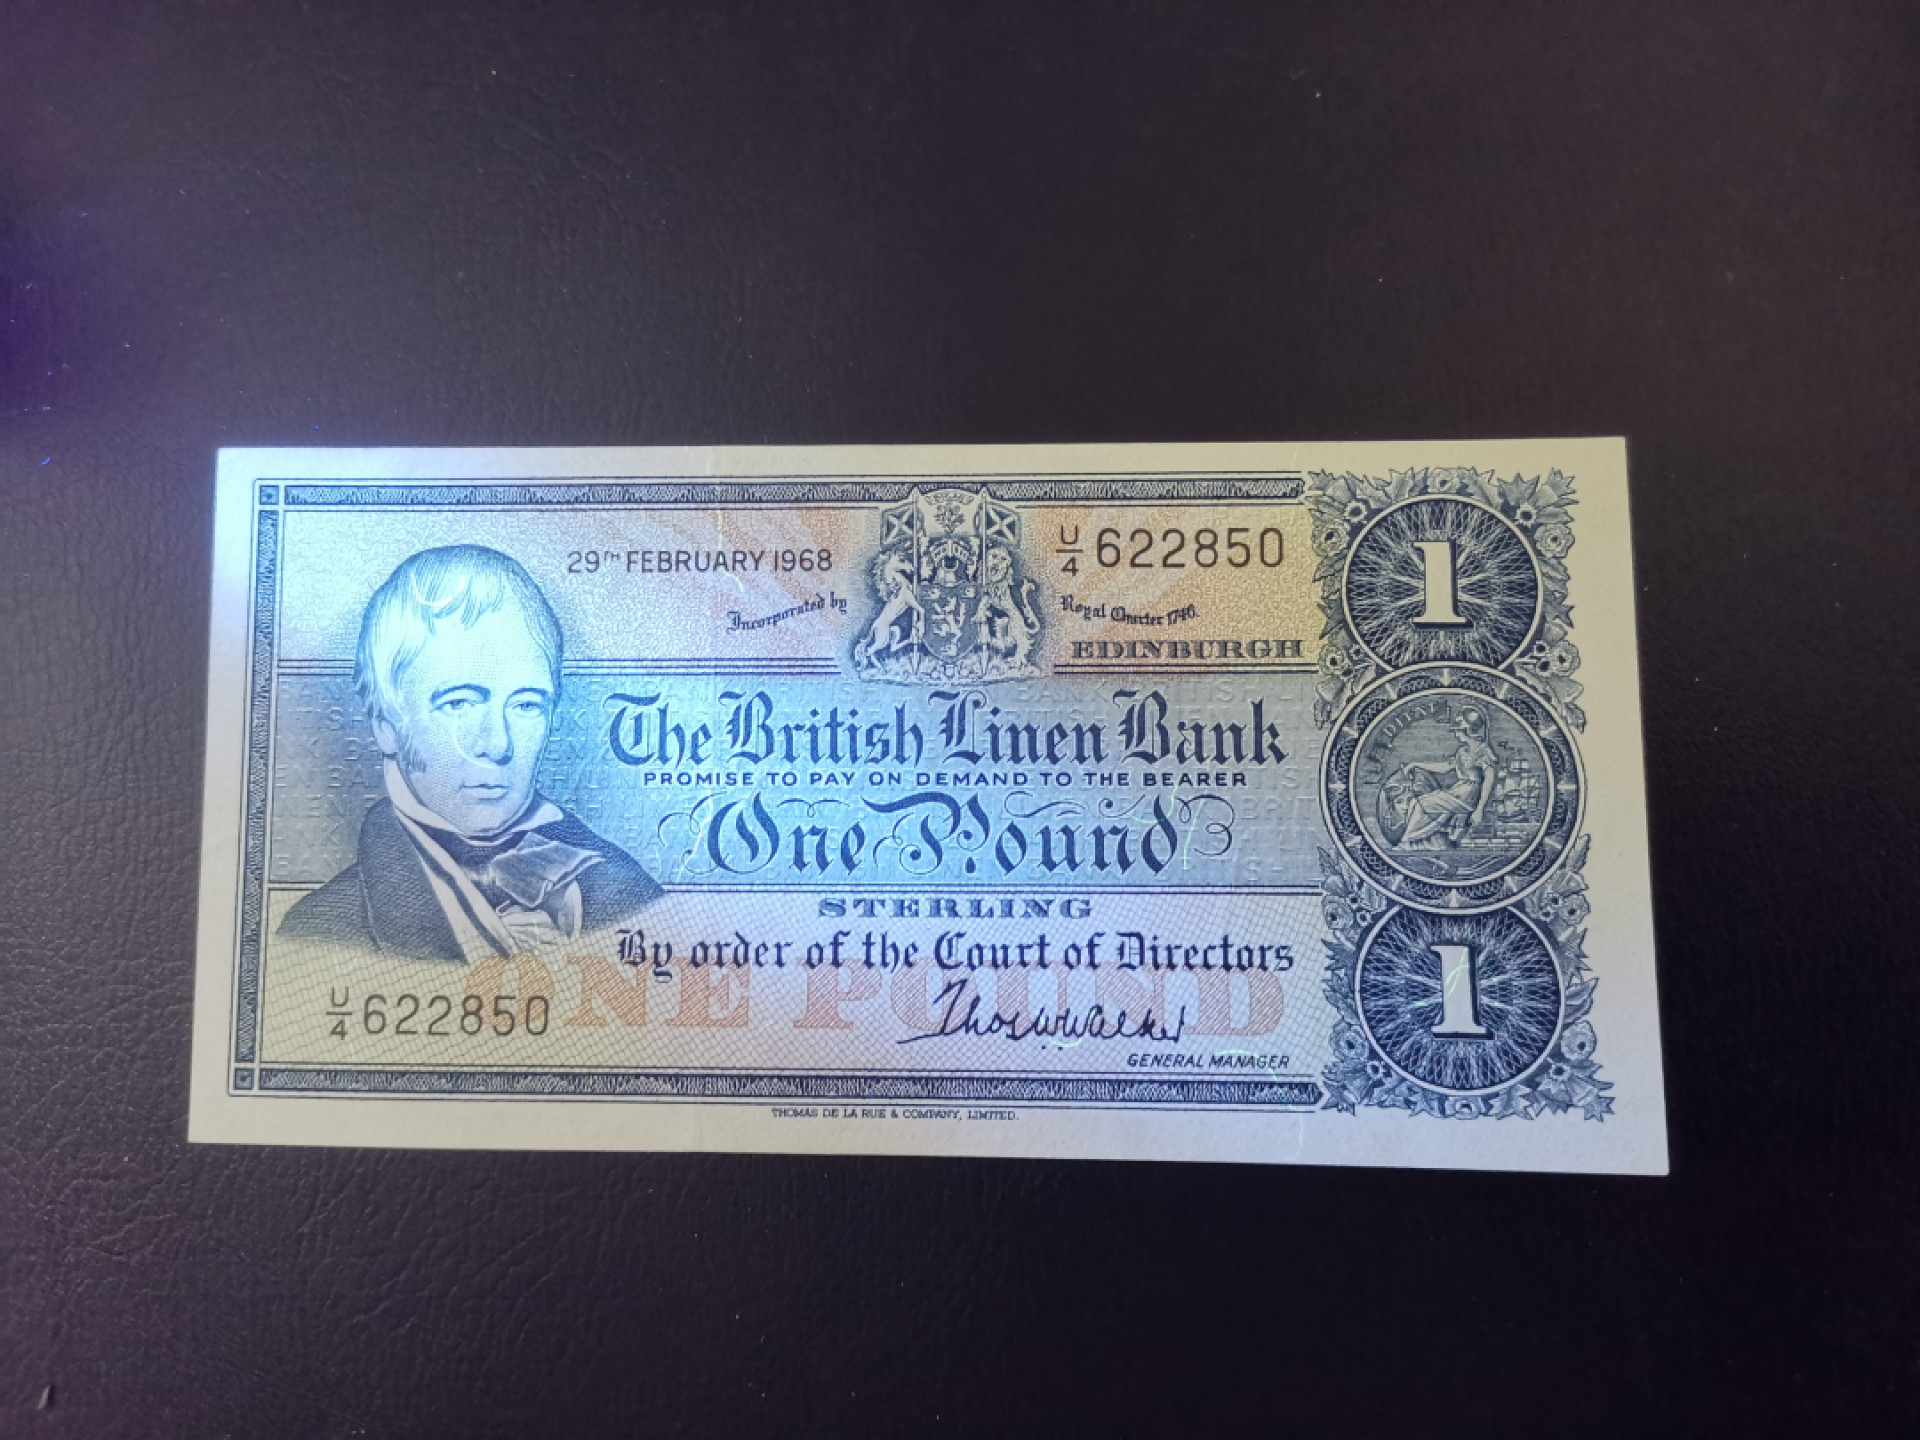 29TH FEBRUARY 1968
U/4 622850
Incorporated by
Royal Charter 1746.
EDINBURGH
The British Linen Bank
PROMISE TO PAY ON DEMAND TO THE BEARER
One Pound
STERLING
By order of the Court of Directors
ONE POUND
U/4 622850
Thos W Walker
GENERAL MANAGER
THOMAS DE LA RUE & COMPANY, LIMITED.
1
1